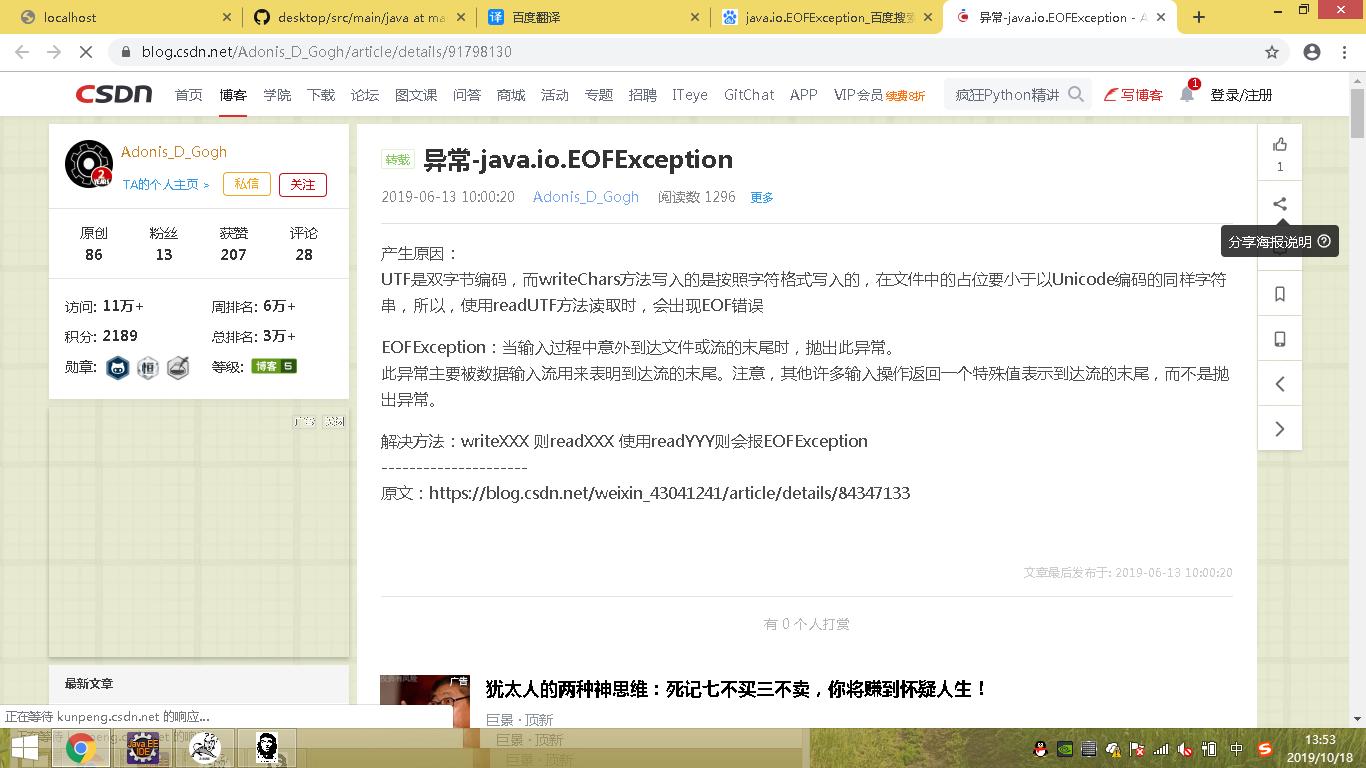 localhost
desktop/src/main/java at ma
百度翻译
java.io.EOFException_百度搜索
异常-java.io.EOFException - A
blog.csdn.net/Adonis_D_Gogh/article/details/91798130
CSDN 首页 博客 学院 下载 论坛 图文课 问答 商城 活动 专题 招聘 ITeye GitChat APP VIP会员 续费8折 疯狂Python精讲 写博客 1 登录/注册
Adonis_D_Gogh
TA的个人主页 > 私信 关注
2 YEARS
原创 粉丝 获赞 评论
86 13 207 28
访问: 11万+ 周排名: 6万+
积分: 2189 总排名: 3万+
勋章: 恒 等级: 博客 5
广告
最新文章
转载 异常-java.io.EOFException
2019-06-13 10:00:20 Adonis_D_Gogh 阅读数 1296 更多
产生原因：
UTF是双字节编码，而writeChars方法写入的是按照字符格式写入的，在文件中的占位要小于以Unicode编码的同样字符
串，所以，使用readUTF方法读取时，会出现EOF错误
EOFException：当输入过程中意外到达文件或流的末尾时，抛出此异常。
此异常主要被数据输入流用来表明到达流的末尾。注意，其他许多输入操作返回一个特殊值表示到达流的末尾，而不是抛
出异常。
解决方法：writeXXX 则readXXX 使用readYYY则会报EOFException
---------------------
原文：https://blog.csdn.net/weixin_43041241/article/details/84347133
文章最后发布于: 2019-06-13 10:00:20
有 0 个人打赏
广告
犹太人的两种神思维：死记七不买三不卖，你将赚到怀疑人生！
巨景 · 顶新
1
分享海报说明
正在等待 kunpeng.csdn.net 的响应...
巨景 · 顶新
巨景 · 顶新
Java EE
IDE
中
13:53
2019/10/18